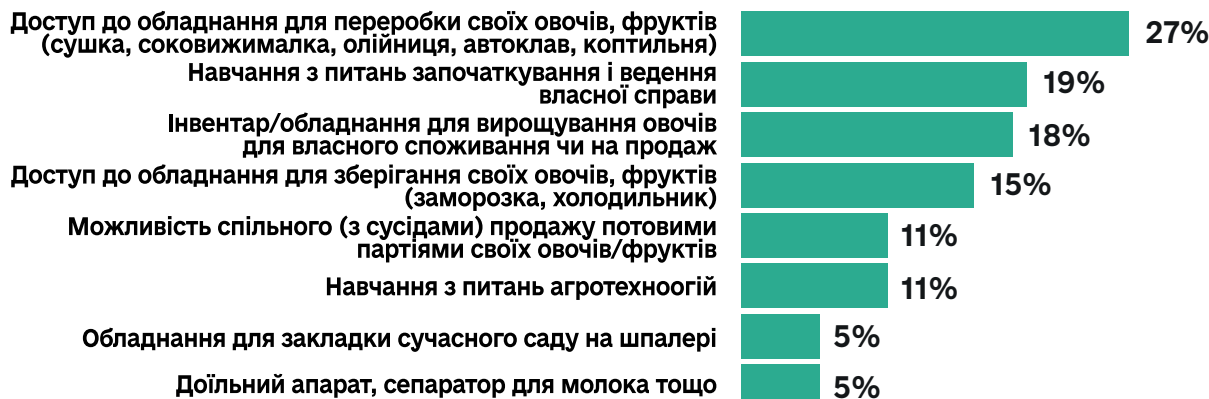 Доступ до обладнання для переробки своїх овочів, фруктів
(сушка, соковижималка, олійниця, автоклав, коптильня)
27%
Навчання з питань започаткування і ведення
власної справи
19%
Інвентар/обладнання для вирощування овочів
для власного споживання чи на продаж
18%
Доступ до обладнання для зберігання своїх овочів, фруктів
(заморозка, холодильник)
15%
Можливість спільного (з сусідами) продажу потовими
партіями своїх овочів/фруктів
11%
Навчання з питань агротехноогій
11%
Обладнання для закладки сучасного саду на шпалері
5%
Доїльний апарат, сепаратор для молока тощо
5%